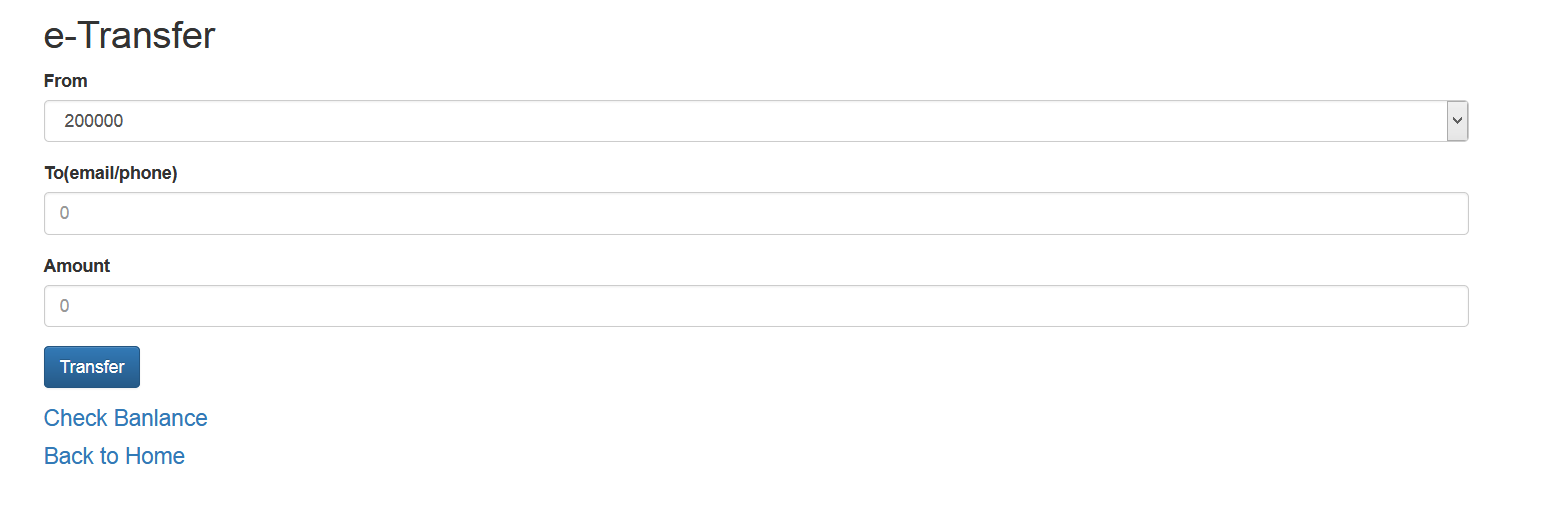 e-Transfer
From
200000
To(email/phone)
0
Amount
0
Transfer
Check Banlance
Back to Home